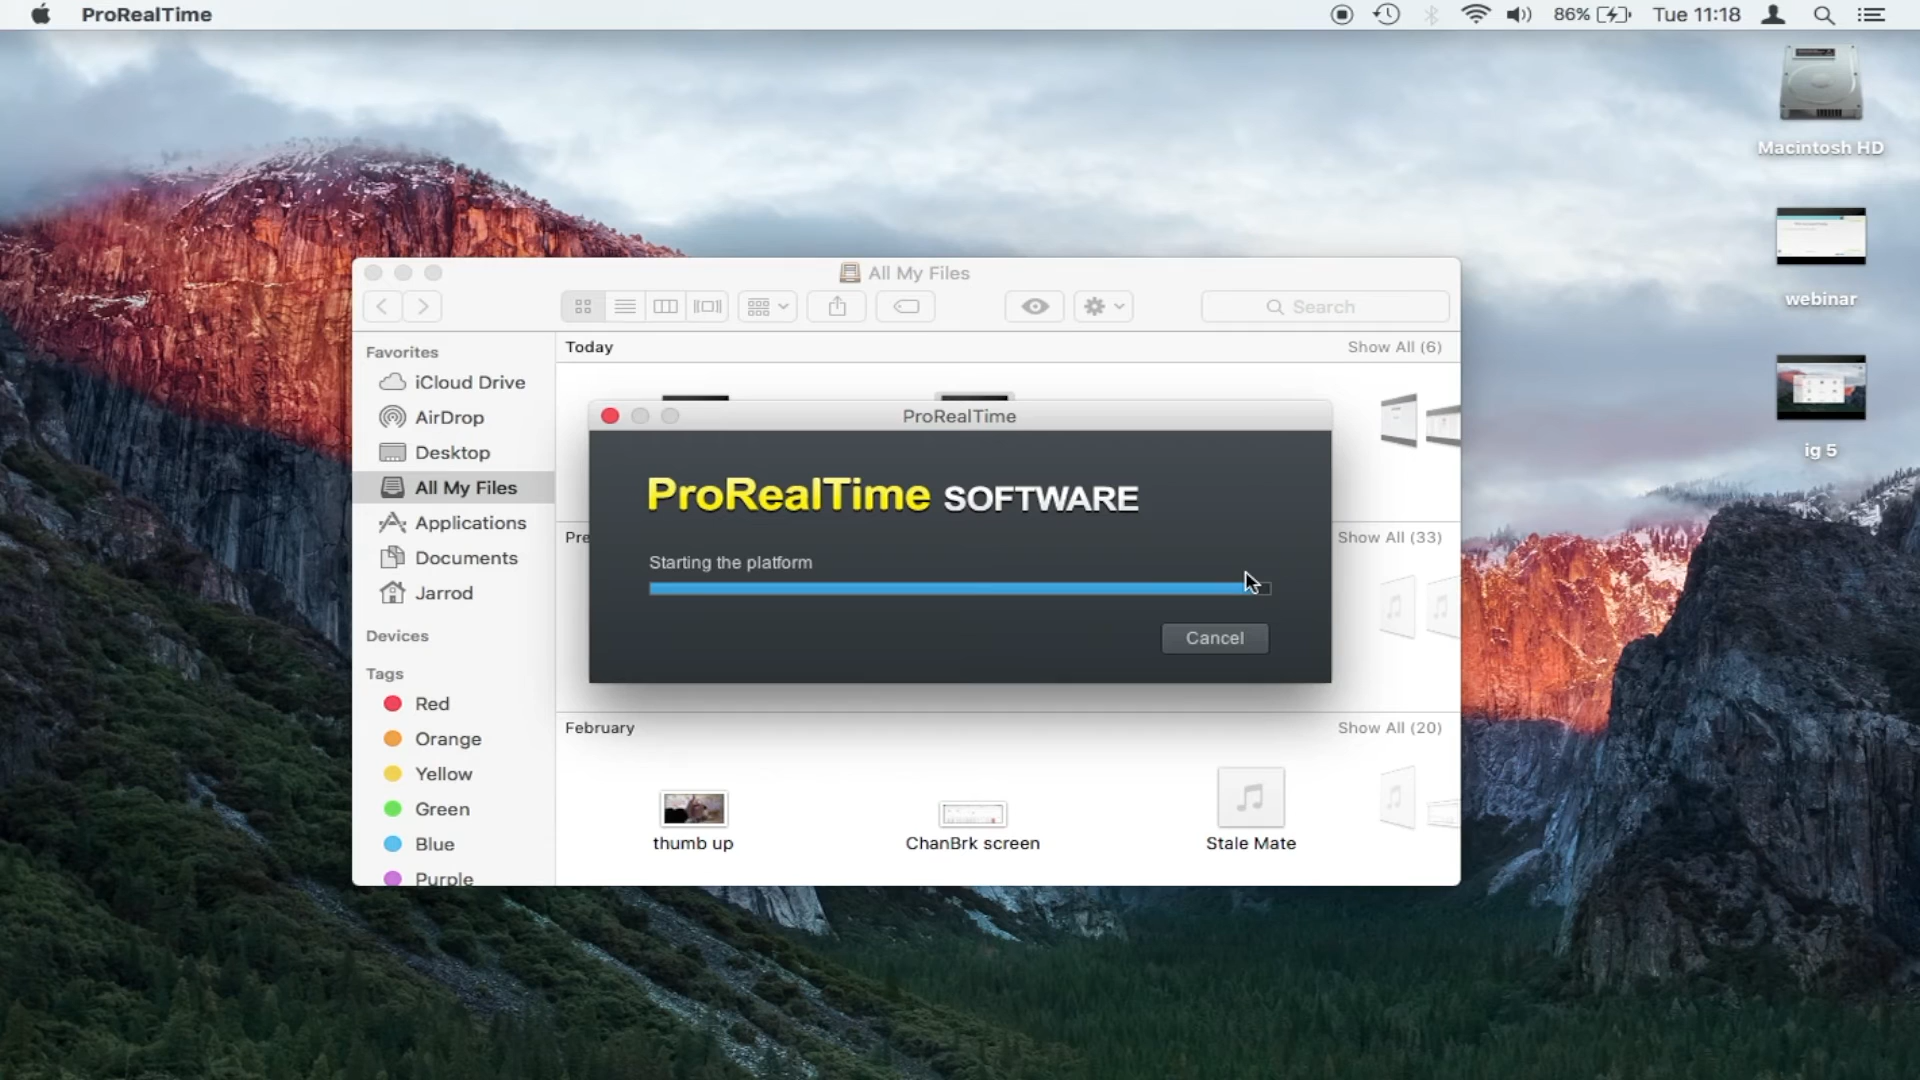 ProRealTime
86%
Tue 11:18
Macintosh HD
webinar
ig 5
All My Files
Search
Favorites
iCloud Drive
AirDrop
Desktop
All My Files
Applications
Documents
Jarrod
Devices
Tags
Red
Orange
Yellow
Green
Blue
Purple
Today
Show All (6)
Pre
Show All (33)
ProRealTime
ProRealTime SOFTWARE
Starting the platform
Cancel
February
Show All (20)
thumb up
ChanBrk screen
Stale Mate